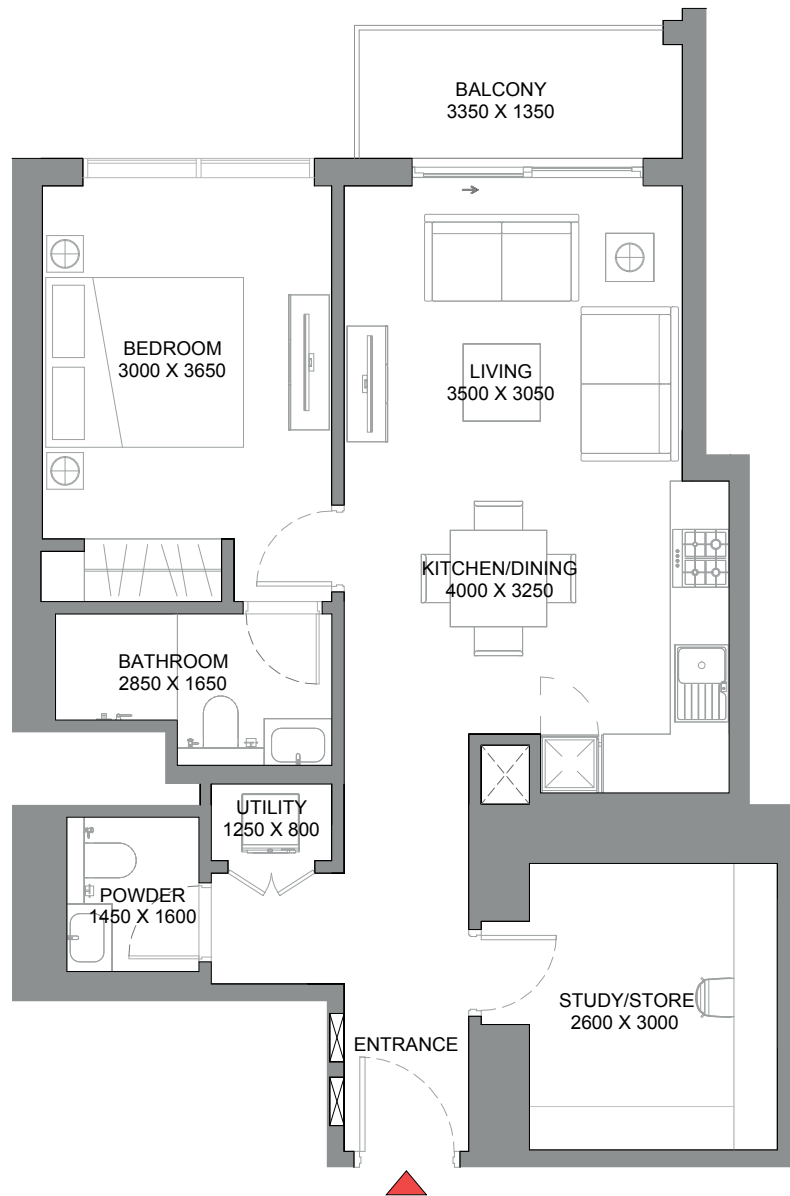 BALCONY
3350 X 1350
BEDROOM
3000 X 3650
LIVING
3500 X 3050
KITCHEN/DINING
4000 X 3250
BATHROOM
2850 X 1650
UTILITY
1250 X 800
POWDER
1450 X 1600
STUDY/STORE
2600 X 3000
ENTRANCE